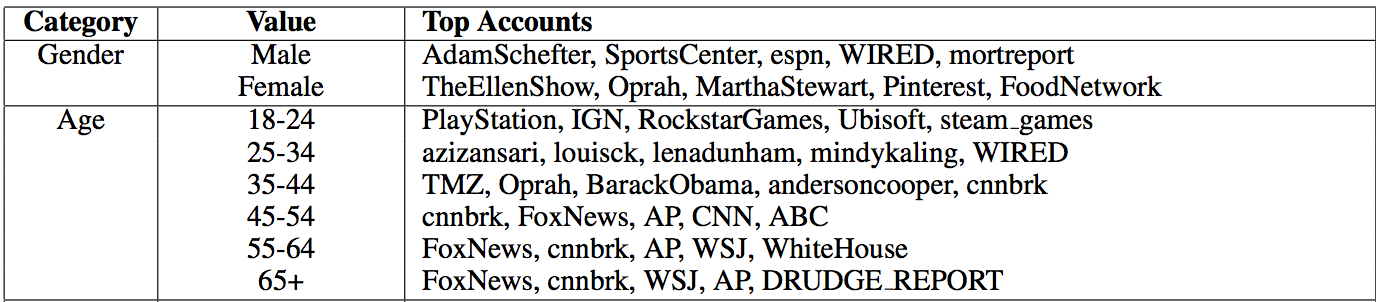 Category Value Top Accounts
Gender Male AdamSchefter, SportsCenter, espn, WIRED, mortreport
Female TheEllenShow, Oprah, MarthaStewart, Pinterest, FoodNetwork
Age 18-24 PlayStation, IGN, RockstarGames, Ubisoft, steam_games
25-34 azizansari, louisck, lenadunham, mindykaling, WIRED
35-44 TMZ, Oprah, BarackObama, andersoncooper, cnnbrk
45-54 cnnbrk, FoxNews, AP, CNN, ABC
55-64 FoxNews, cnnbrk, AP, WSJ, WhiteHouse
65+ FoxNews, cnnbrk, WSJ, AP, DRUDGE_REPORT